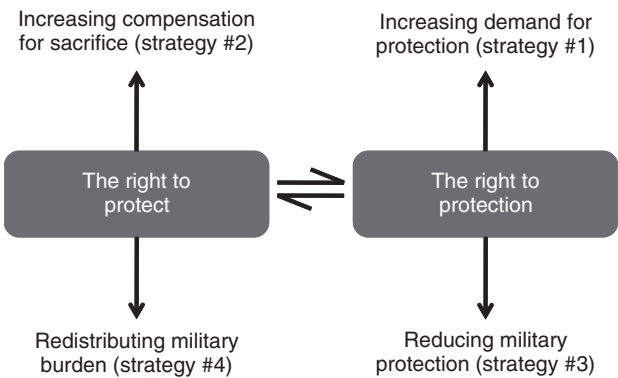 Increasing compensation
for sacrifice (strategy #2)
Increasing demand for
protection (strategy #1)
The right to
protect
The right to
protection
Redistributing military
burden (strategy #4)
Reducing military
protection (strategy #3)